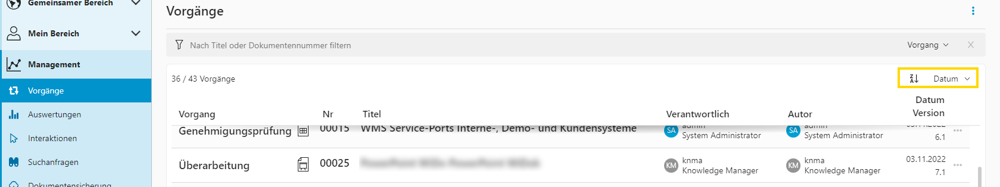 Gemeinsamer Bereich
Mein Bereich
Management
Vorgänge
Auswertungen
Interaktionen
Suchanfragen
Dokumentensicherung
Vorgänge
Nach Titel oder Dokumentennummer filtern
Vorgang
36 / 43 Vorgänge
Datum
Vorgang Nr Titel Verantwortlich Autor Datum Version
Genehmigungsprüfung 00015 WMS Service-Ports Interne-, Demo- und Kundensysteme
SA admin
System Administrator
SA admin
System Administrator
03.11.2022
6.1
Überarbeitung 00025
KM knma
Knowledge Manager
KM knma
Knowledge Manager
03.11.2022
7.1